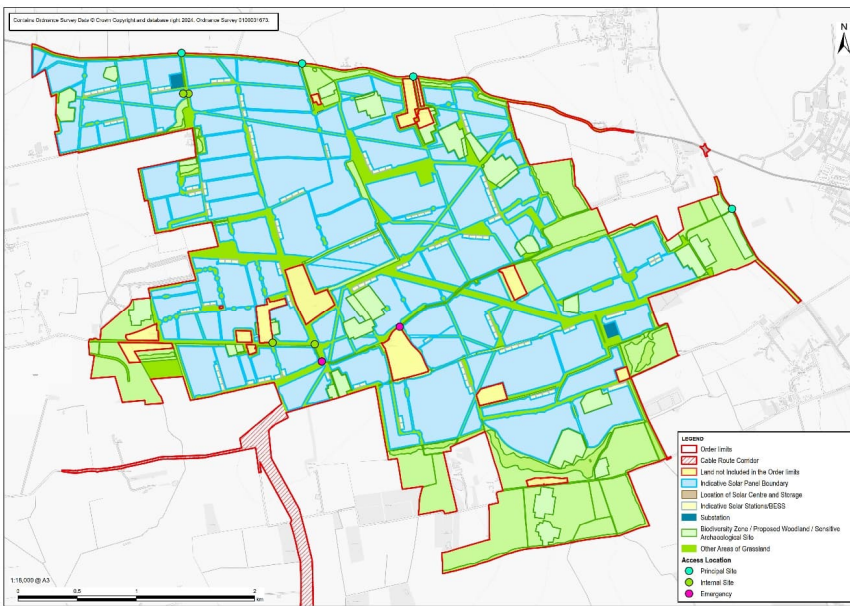 Contains Ordnance Survey Data © Crown Copyright and database right 2024. Ordnance Survey 0100031673.
N
LEGEND
Order limits
Cable Route Corridor
Land not Included in the Order limits
Indicative Solar Panel Boundary
Location of Solar Centre and Storage
Indicative Solar Stations/BESS
Substation
Biodiversity Zone / Proposed Woodland / Sensitive
Archaeological Site
Other Areas of Grassland
Access Location
Principal Site
Internal Site
Emergency
1:18,000 @ A3
0 0.5 1 2
km